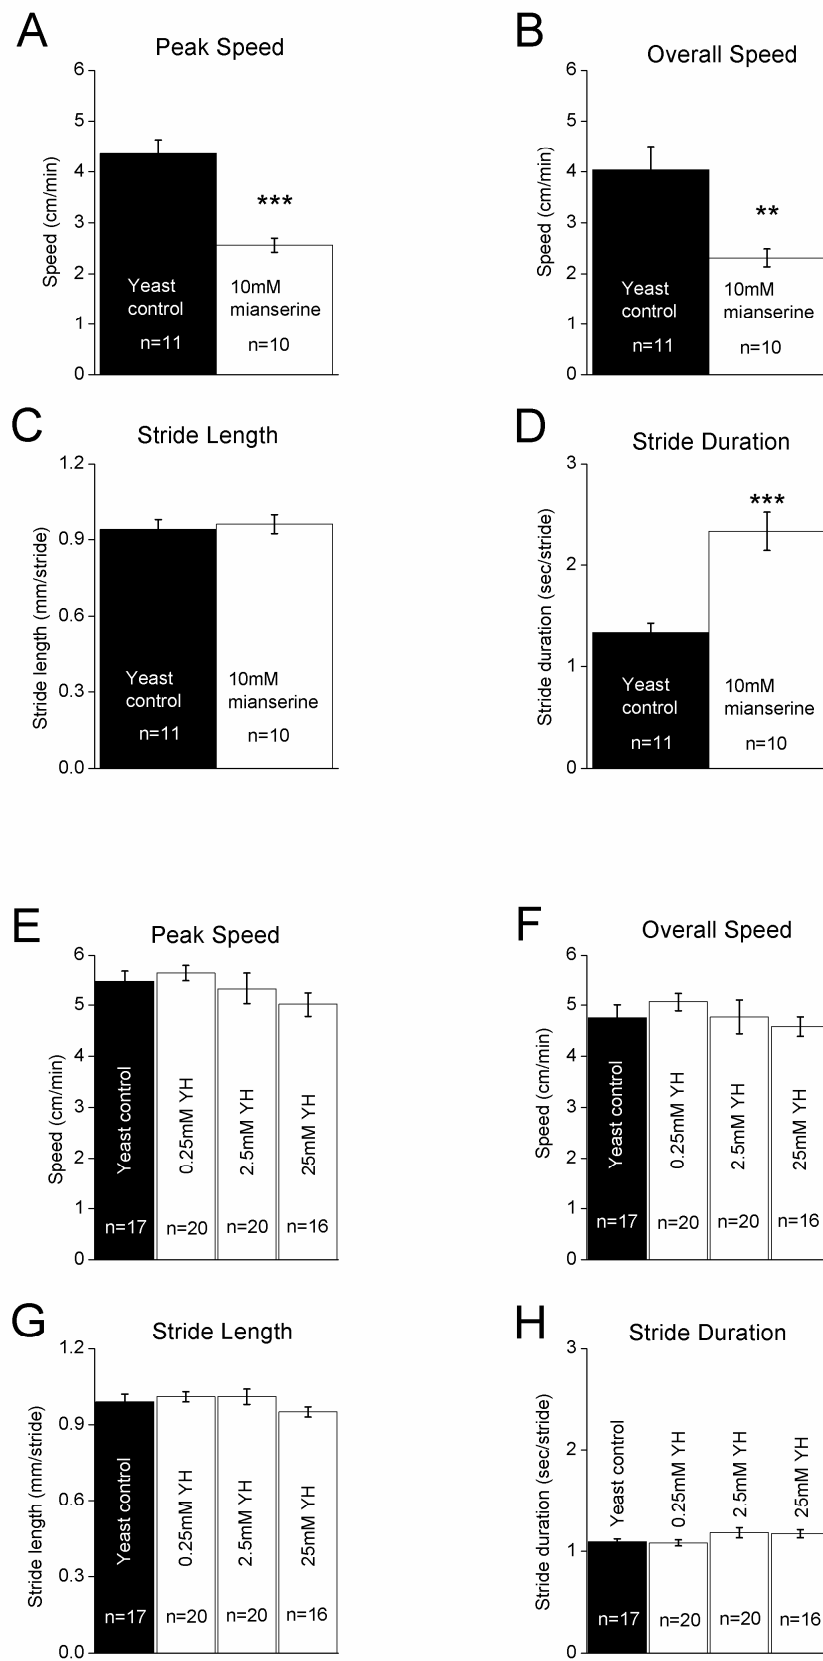 A
Peak Speed
6
5
4
3
2
1
0
Speed (cm/min)
***
Yeast
control
n=11
10mM
mianserine
n=10
B
Overall Speed
6
5
4
3
2
1
0
Speed (cm/min)
**
Yeast
control
n=11
10mM
mianserine
n=10
C
Stride Length
1.2
0.9
0.6
0.3
0.0
Stride length (mm/stride)
Yeast
control
n=11
10mM
mianserine
n=10
D
Stride Duration
3
2
1
0
Stride duration (sec/stride)
***
Yeast
control
n=11
10mM
mianserine
n=10
E
Peak Speed
6
5
4
3
2
1
0
Speed (cm/min)
Yeast control
0.25mM YH
2.5mM YH
25mM YH
n=17
n=20
n=20
n=16
F
Overall Speed
6
5
4
3
2
1
0
Speed (cm/min)
Yeast control
0.25mM YH
2.5mM YH
25mM YH
n=17
n=20
n=20
n=16
G
Stride Length
1.2
0.9
0.6
0.3
0.0
Stride length (mm/stride)
Yeast control
0.25mM YH
2.5mM YH
25mM YH
n=17
n=20
n=20
n=16
H
Stride Duration
3
2
1
0
Stride duration (sec/stride)
Yeast control
0.25mM YH
2.5mM YH
25mM YH
n=17
n=20
n=20
n=16